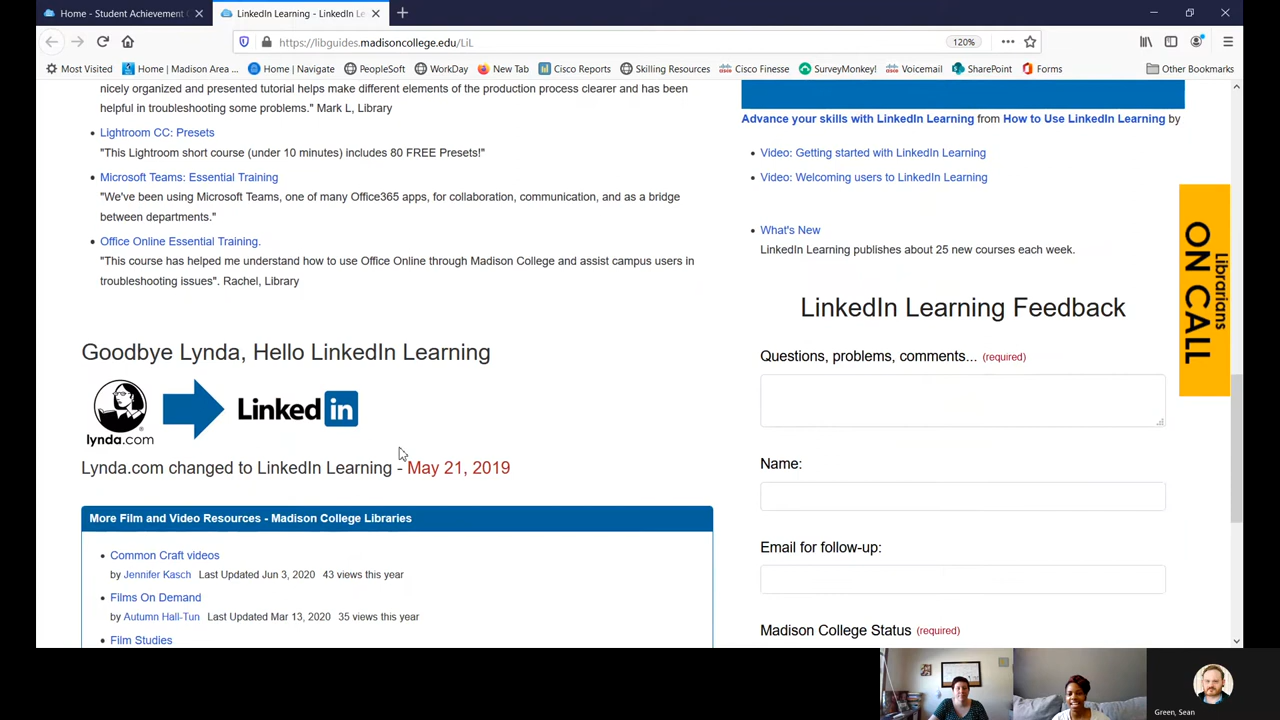 Home - Student Achievement
LinkedIn Learning - LinkedIn Le
https://libguides.madisoncollege.edu/LiL
120%
Most Visited
Home | Madison Area ...
Home | Navigate
PeopleSoft
WorkDay
New Tab
Cisco Reports
Skilling Resources
Cisco Finesse
SurveyMonkey!
Voicemail
SharePoint
Forms
Other Bookmarks
nicely organized and presented tutorial helps make different elements of the production process clearer and has been
helpful in troubleshooting some problems." Mark L, Library
Lightroom CC: Presets
"This Lightroom short course (under 10 minutes) includes 80 FREE Presets!"
Microsoft Teams: Essential Training
"We've been using Microsoft Teams, one of many Office365 apps, for collaboration, communication, and as a bridge
between departments."
Office Online Essential Training.
"This course has helped me understand how to use Office Online through Madison College and assist campus users in
troubleshooting issues". Rachel, Library
Goodbye Lynda, Hello LinkedIn Learning
lynda.com
Linked in
Lynda.com changed to LinkedIn Learning - May 21, 2019
More Film and Video Resources - Madison College Libraries
Common Craft videos
by Jennifer Kasch Last Updated Jun 3, 2020 43 views this year
Films On Demand
by Autumn Hall-Tun Last Updated Mar 13, 2020 35 views this year
Film Studies
Advance your skills with LinkedIn Learning from How to Use LinkedIn Learning by
Video: Getting started with LinkedIn Learning
Video: Welcoming users to LinkedIn Learning
What's New
LinkedIn Learning publishes about 25 new courses each week.
LinkedIn Learning Feedback
Questions, problems, comments... (required)
Name:
Email for follow-up:
Madison College Status (required)
Librarians
ON CALL
Green, Sean